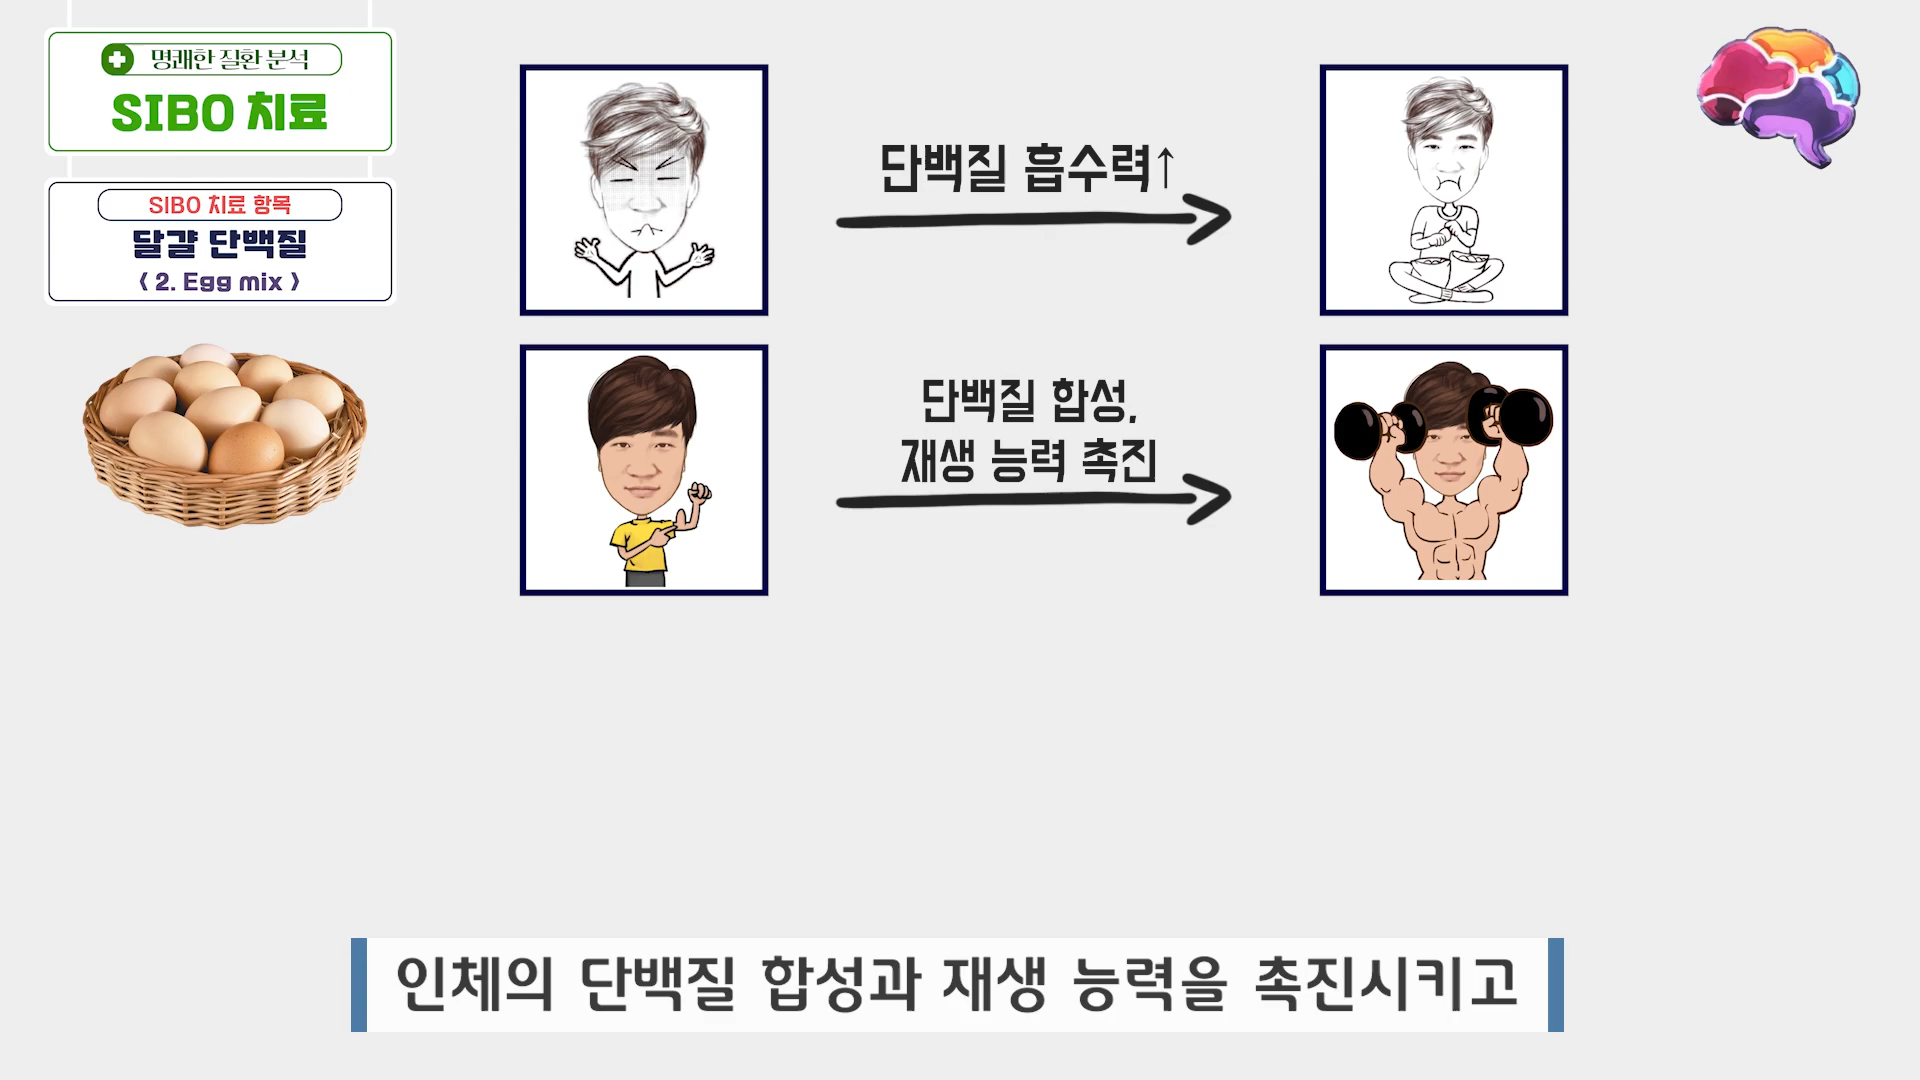 명쾌한 질환 분석
SIBO 치료
SIBO 치료 항목
달걀 단백질
( 2. Egg mix )
단백질 흡수력↑
단백질 합성,
재생 능력 촉진
인체의 단백질 합성과 재생 능력을 촉진시키고